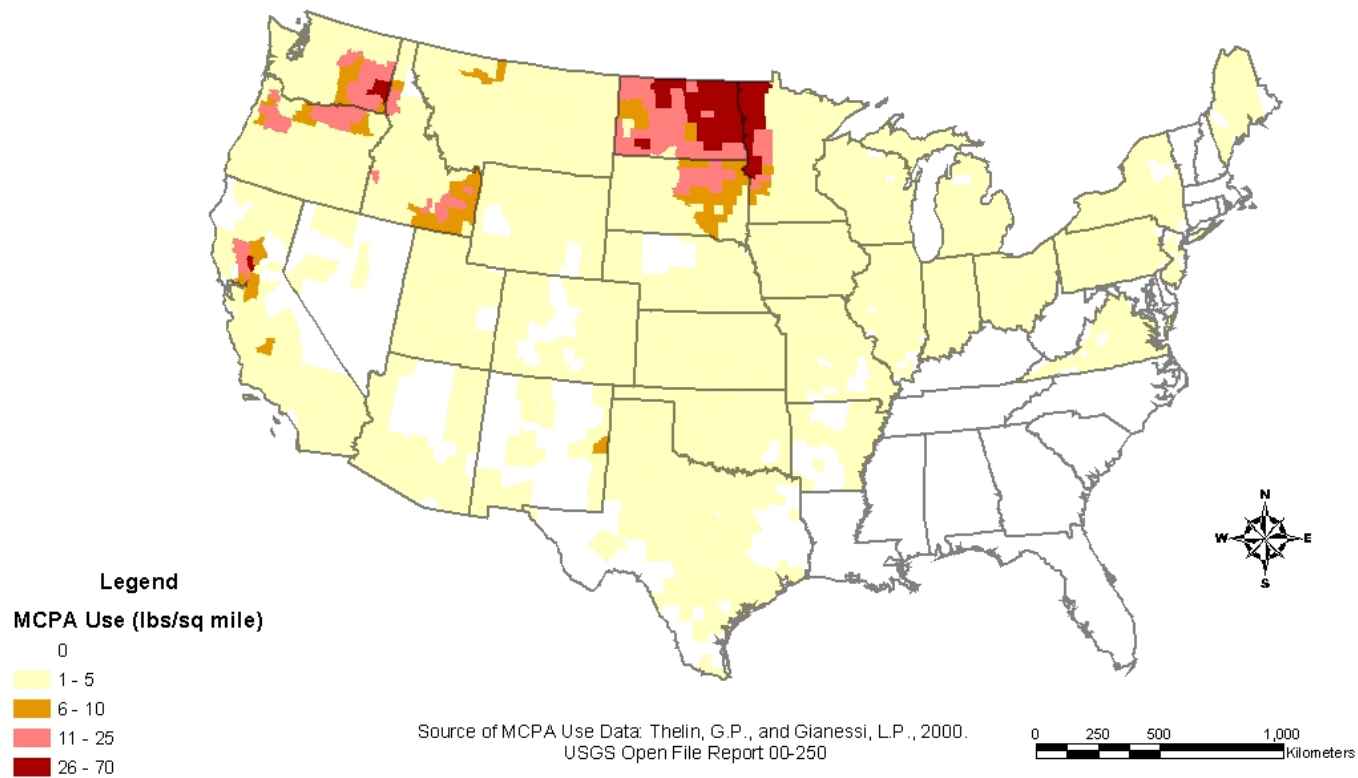 N
W E
S
Legend
MCPA Use (lbs/sq mile)
0
1 - 5
6 - 10
11 - 25
26 - 70
Source of MCPA Use Data: Thelin, G.P., and Gianessi, L.P., 2000.
USGS Open File Report 00-250
0 250 500 1,000
Kilometers